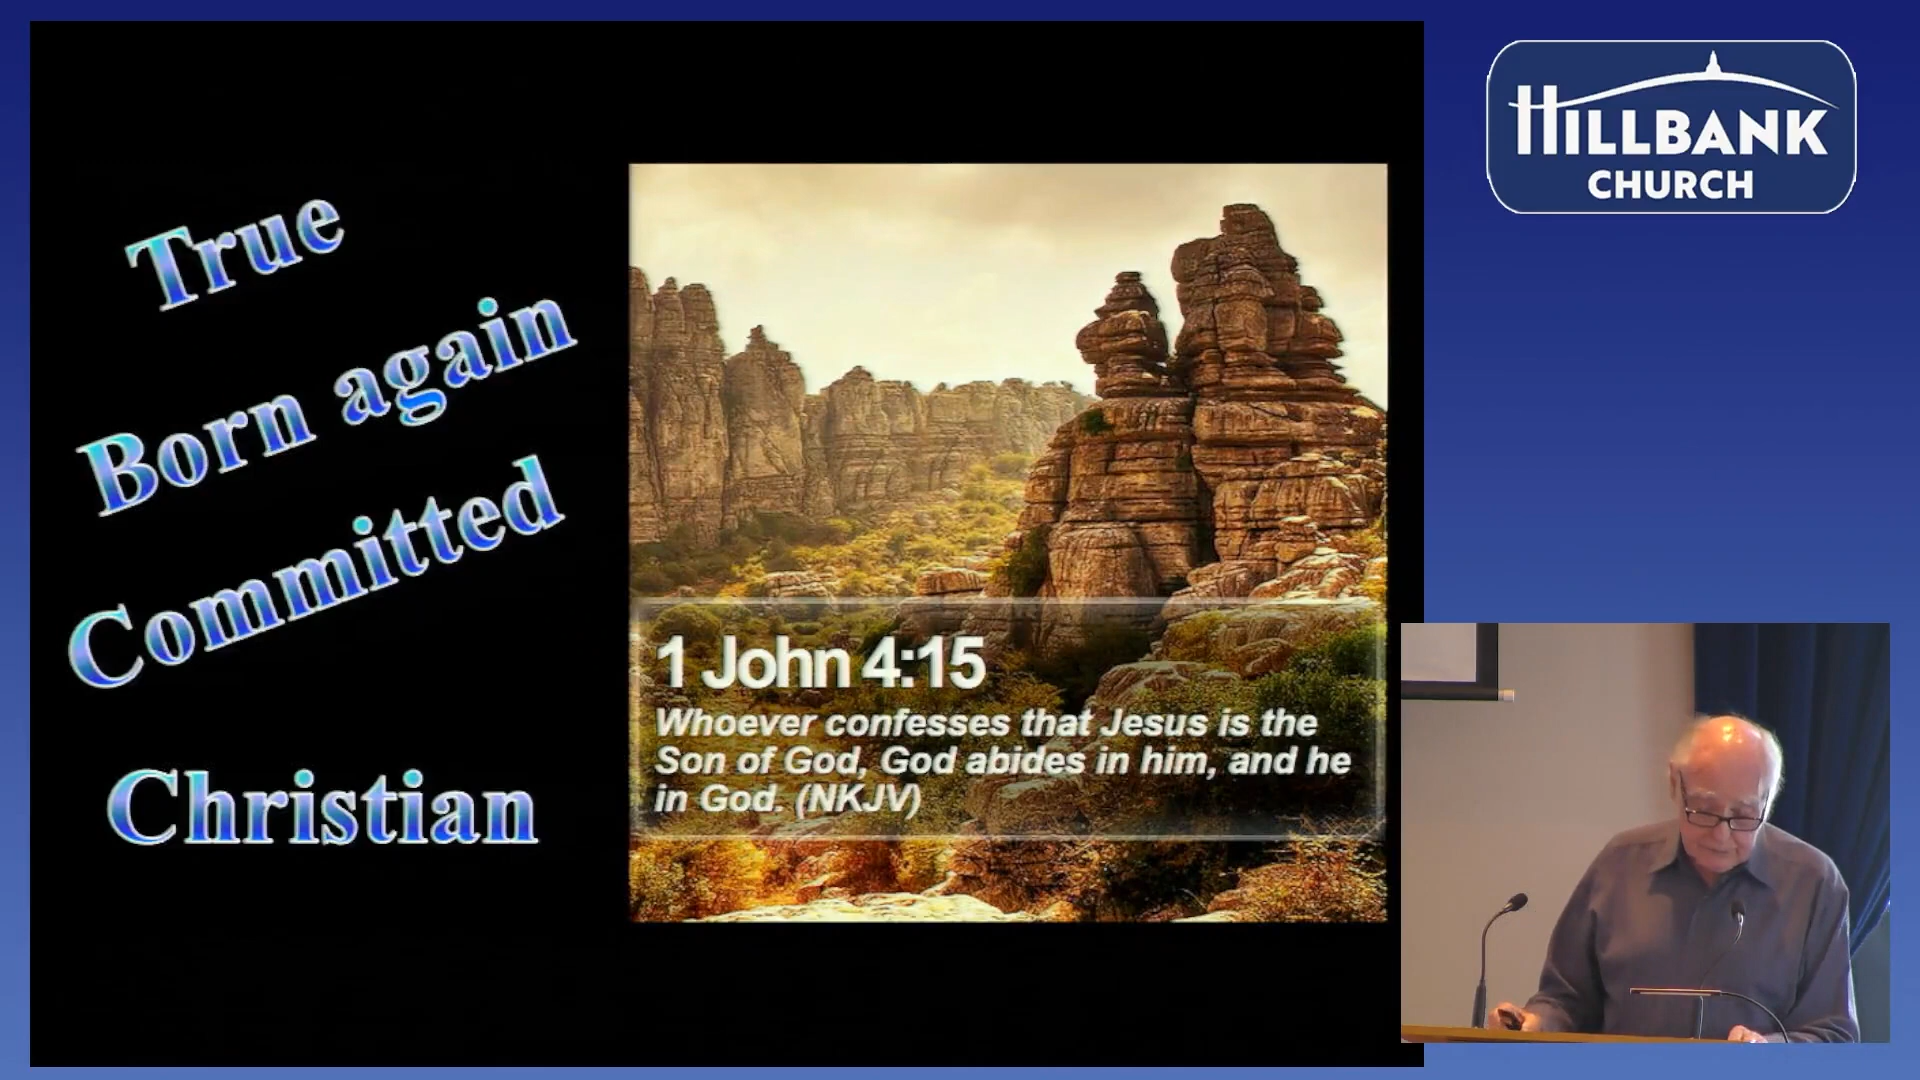 True
Born again
Committed
Christian
1 John 4:15
Whoever confesses that Jesus is the
Son of God, God abides in him, and he
in God. (NKJV)
HILLBANK
CHURCH